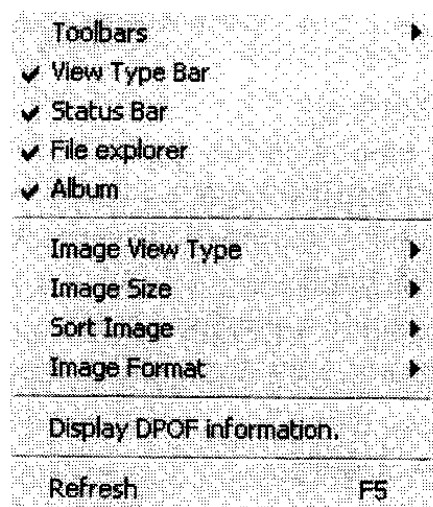 Toolbars
View Type Bar
Status Bar
File explorer
Album
Image View Type
Image Size
Sort Image
Image Format
Display DPOF information.
Refresh F5